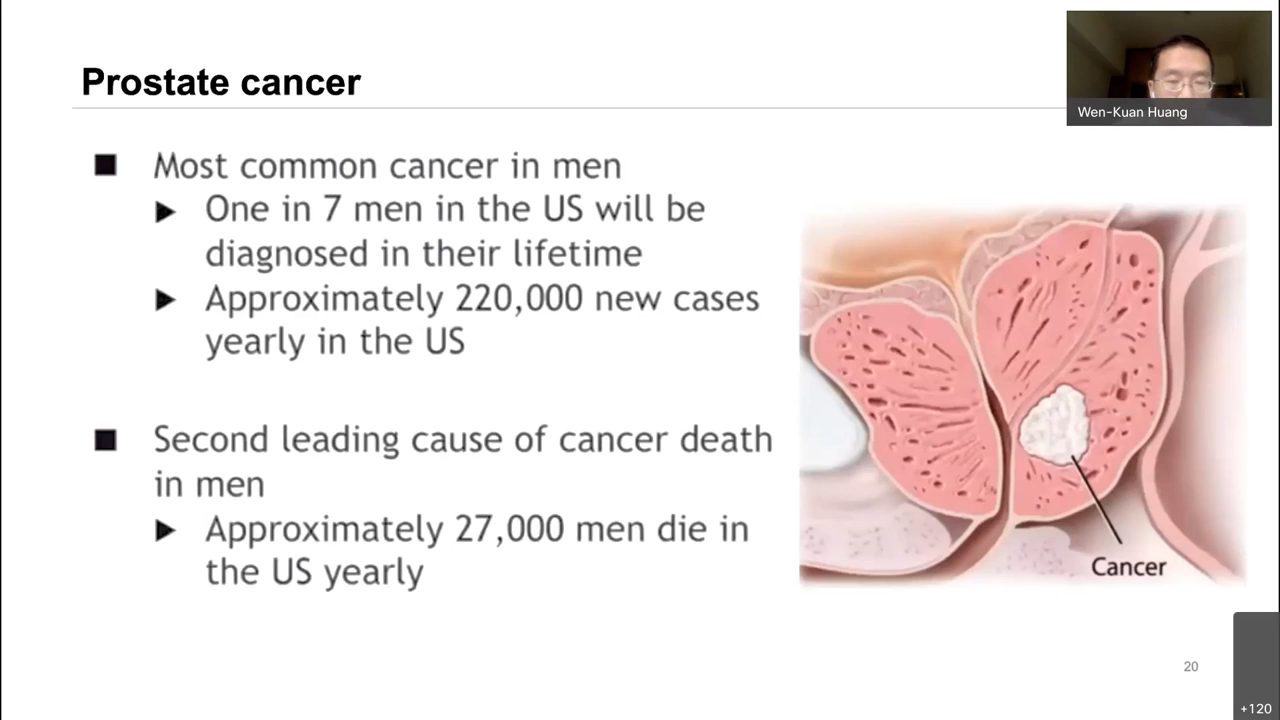 Prostate cancer
Wen-Kuan Huang
■ Most common cancer in men
► One in 7 men in the US will be
diagnosed in their lifetime
► Approximately 220,000 new cases
yearly in the US
■ Second leading cause of cancer death
in men
► Approximately 27,000 men die in
the US yearly
Cancer
20
+120